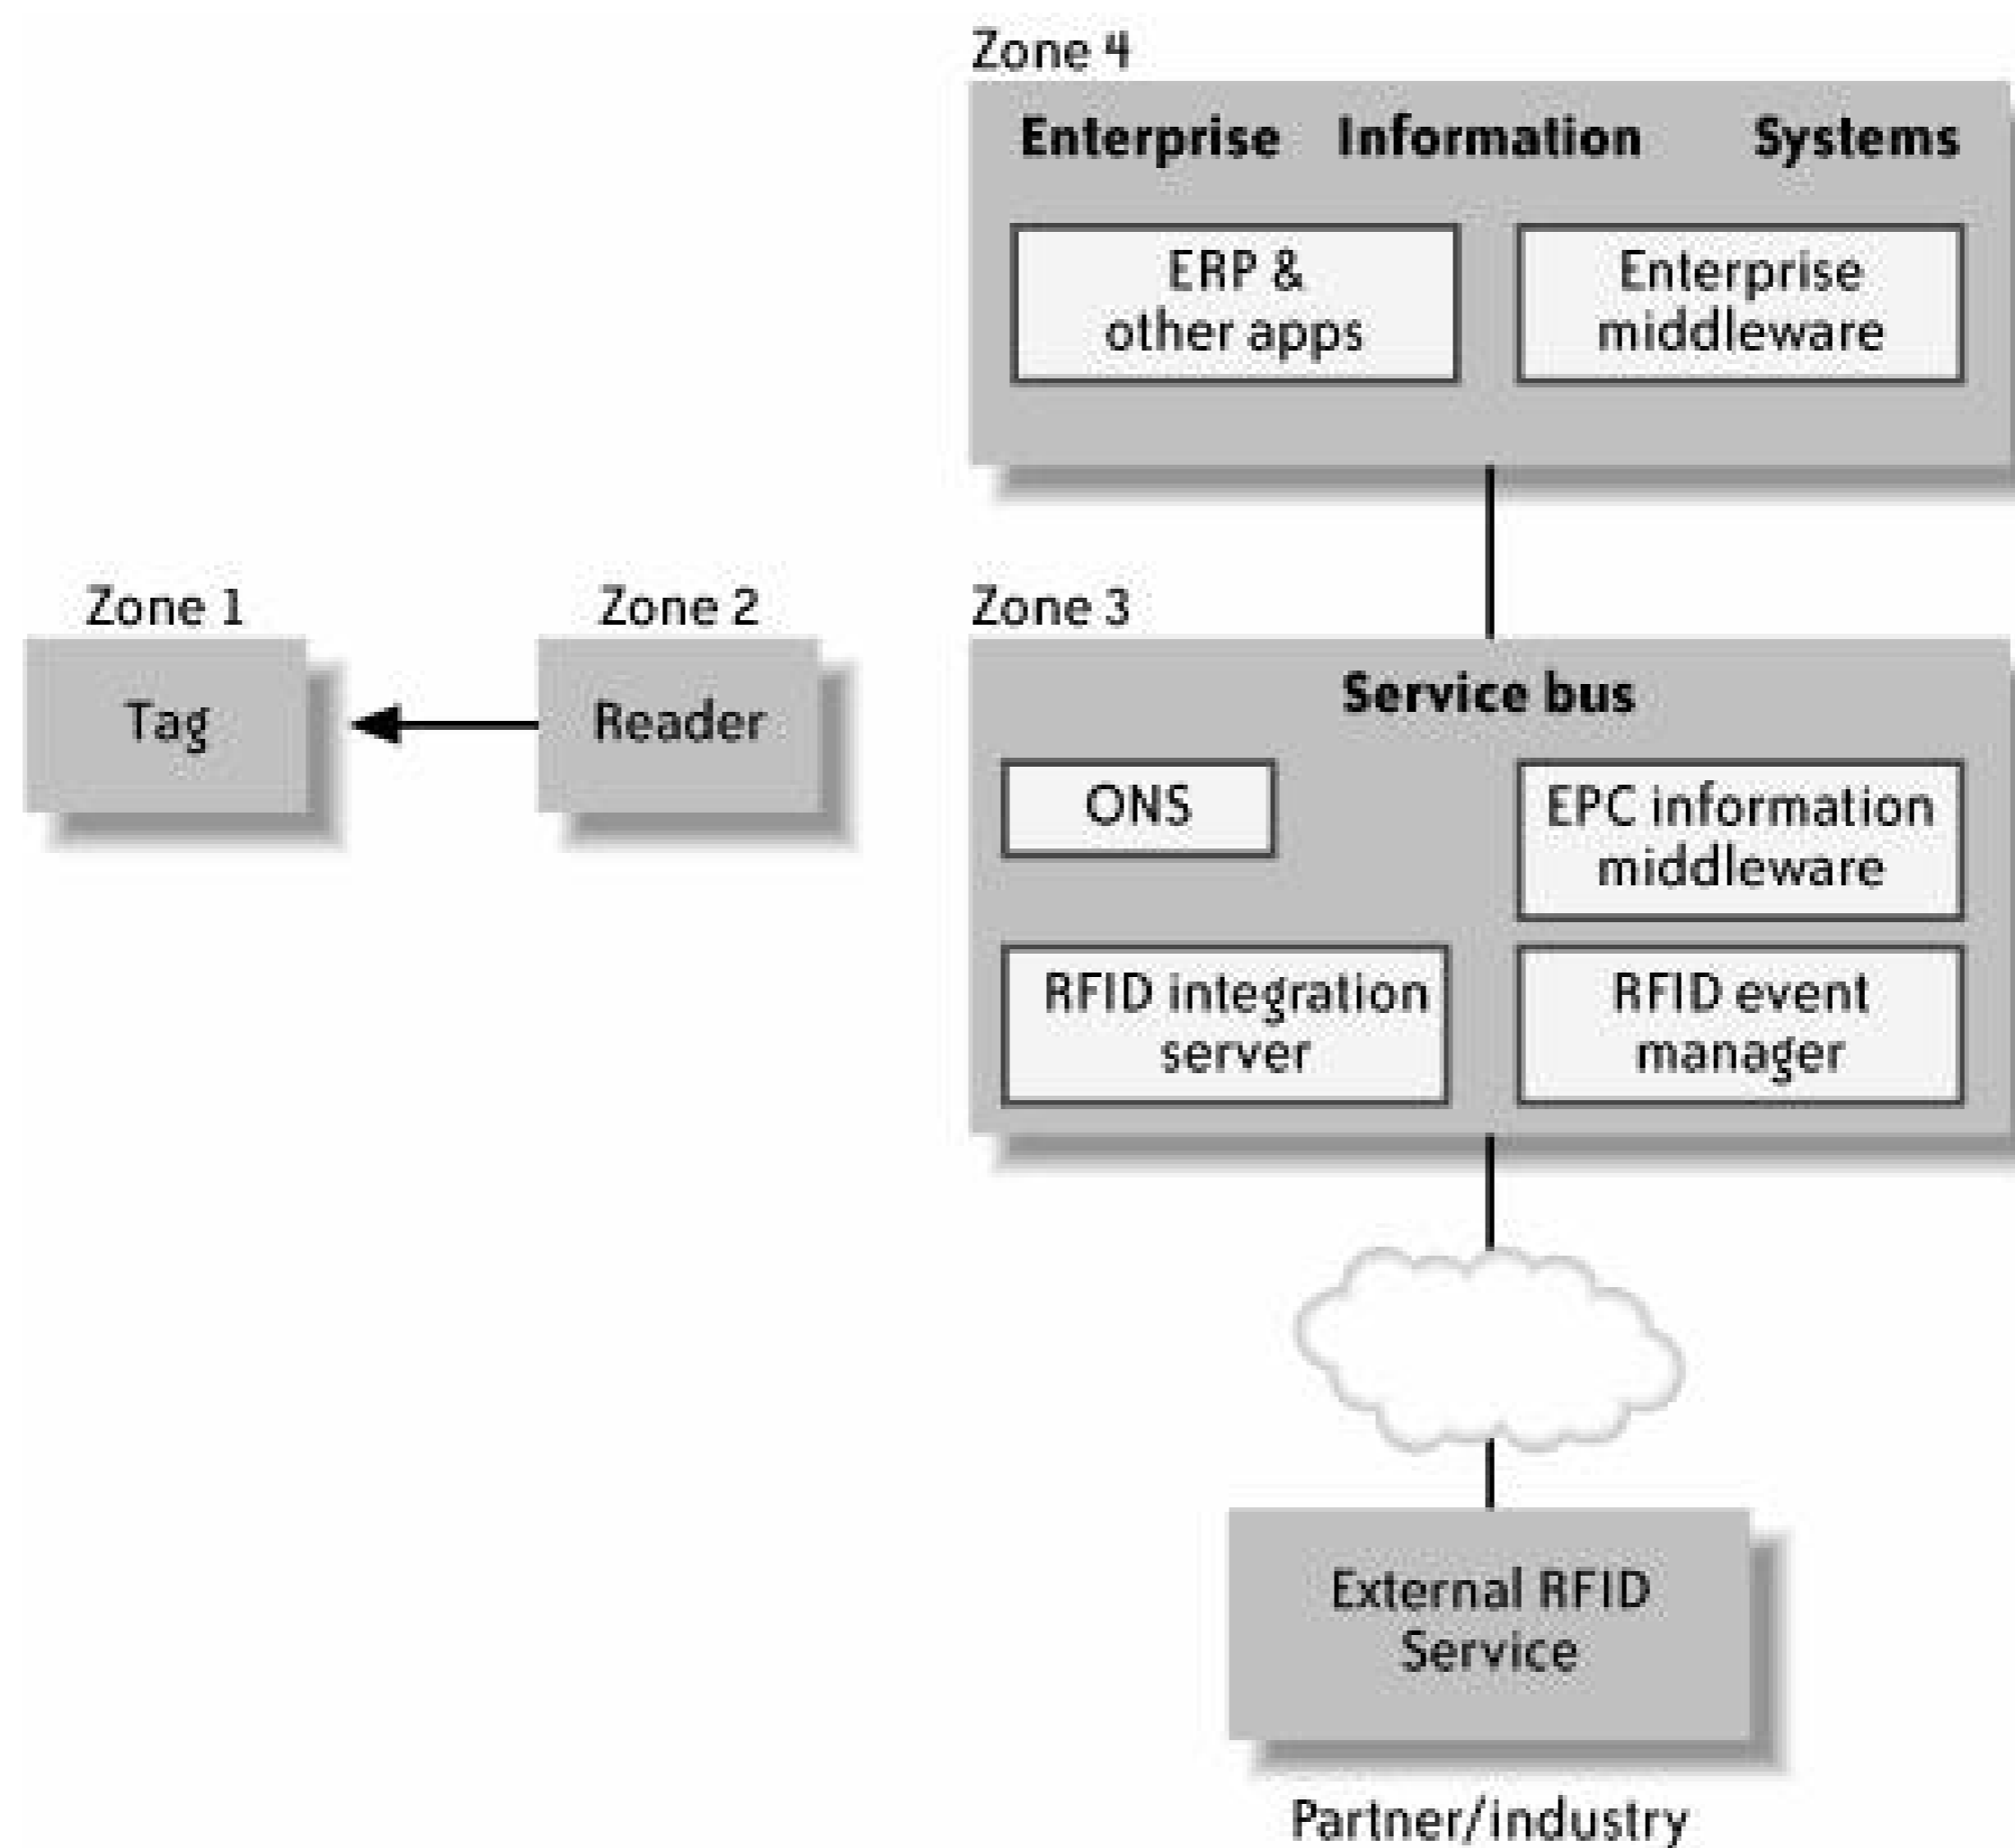 Zone 4
Enterprise Information Systems
ERP &
other apps
Enterprise
middleware
Zone 1
Tag
Zone 2
Reader
Zone 3
Service bus
ONS
EPC information
middleware
RFID integration
server
RFID event
manager
External RFID
Service
Partner/industry